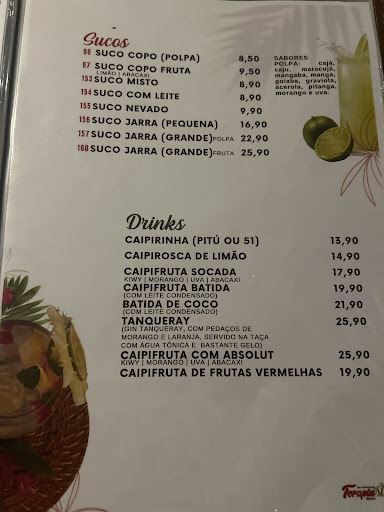 Sucos
96 SUCO COPO (POLPA) 8,50
97 SUCO COPO FRUTA 9,50
LIMÃO | ABACAXI
153 SUCO MISTO 8,90
154 SUCO COM LEITE 8,90
155 SUCO NEVADO 9,90
156 SUCO JARRA (PEQUENA) 16,90
157 SUCO JARRA (GRANDE) POLPA 22,90
160 SUCO JARRA (GRANDE) FRUTA 25,90
SABORES
POLPA: cajá,
caju, maracujá,
mangaba, manga,
goiaba, graviola,
acerola, pitanga,
morango e uva.
Drinks
CAIPIRINHA (PITÚ OU 51) 13,90
CAIPIROSCA DE LIMÃO 14,90
CAIPIFRUTA SOCADA 17,90
KIWY | MORANGO | UVA | ABACAXI
CAIPIFRUTA BATIDA 19,90
(COM LEITE CONDENSADO)
BATIDA DE COCO 21,90
(COM LEITE CONDENSADO)
TANQUERAY 25,90
(GIN TANQUERAY, COM PEDAÇOS DE
MORANGO E LARANJA, SERVIDO NA TAÇA
COM ÁGUA TÔNICA E BASTANTE GELO)
CAIPIFRUTA COM ABSOLUT 25,90
KIWY | MORANGO | UVA | ABACAXI
CAIPIFRUTA DE FRUTAS VERMELHAS 19,90
Terapia